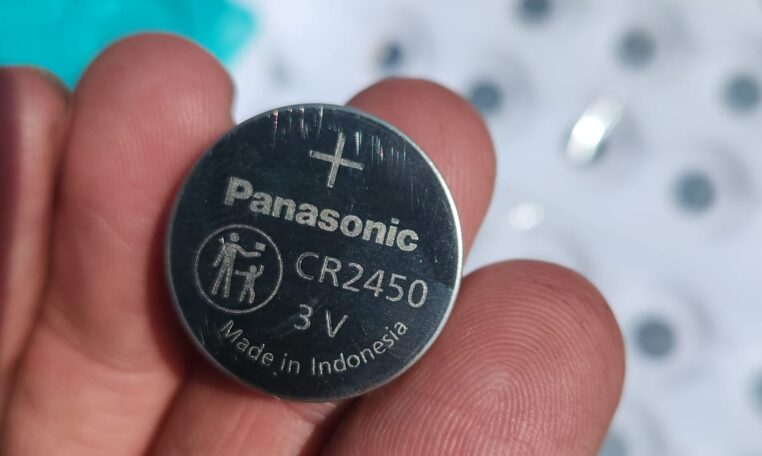 +
Panasonic
CR2450
3 V
Made in Indonesia